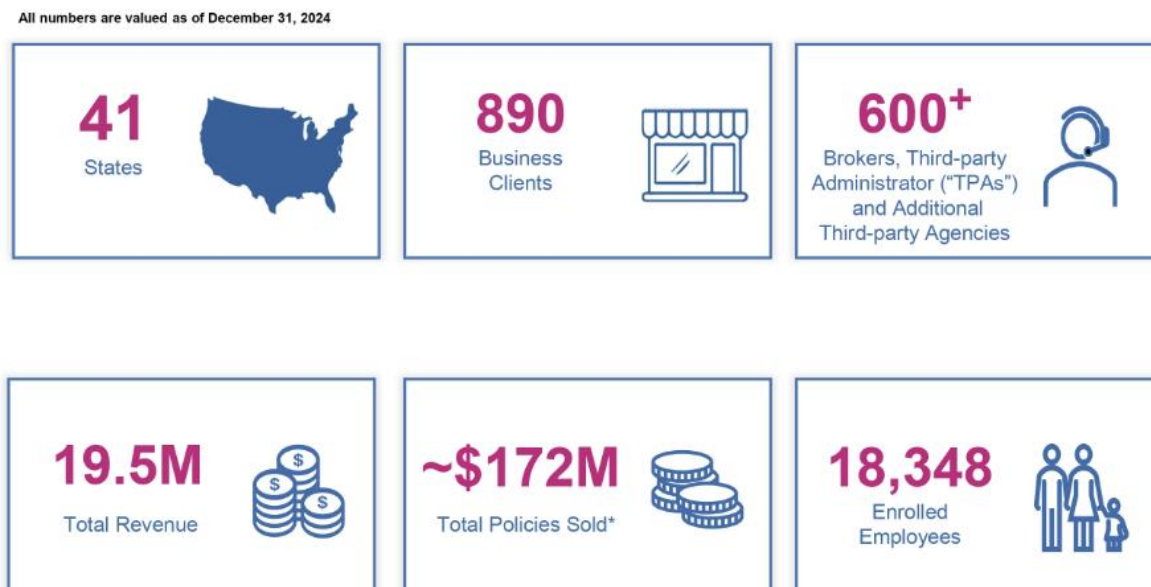 All numbers are valued as of December 31, 2024
41
States
890
Business
Clients
600+
Brokers, Third-party
Administrator (“TPAs”)
and Additional
Third-party Agencies
19.5M
Total Revenue
$
$
$
~$172M
Total Policies Sold*
18,348
Enrolled
Employees